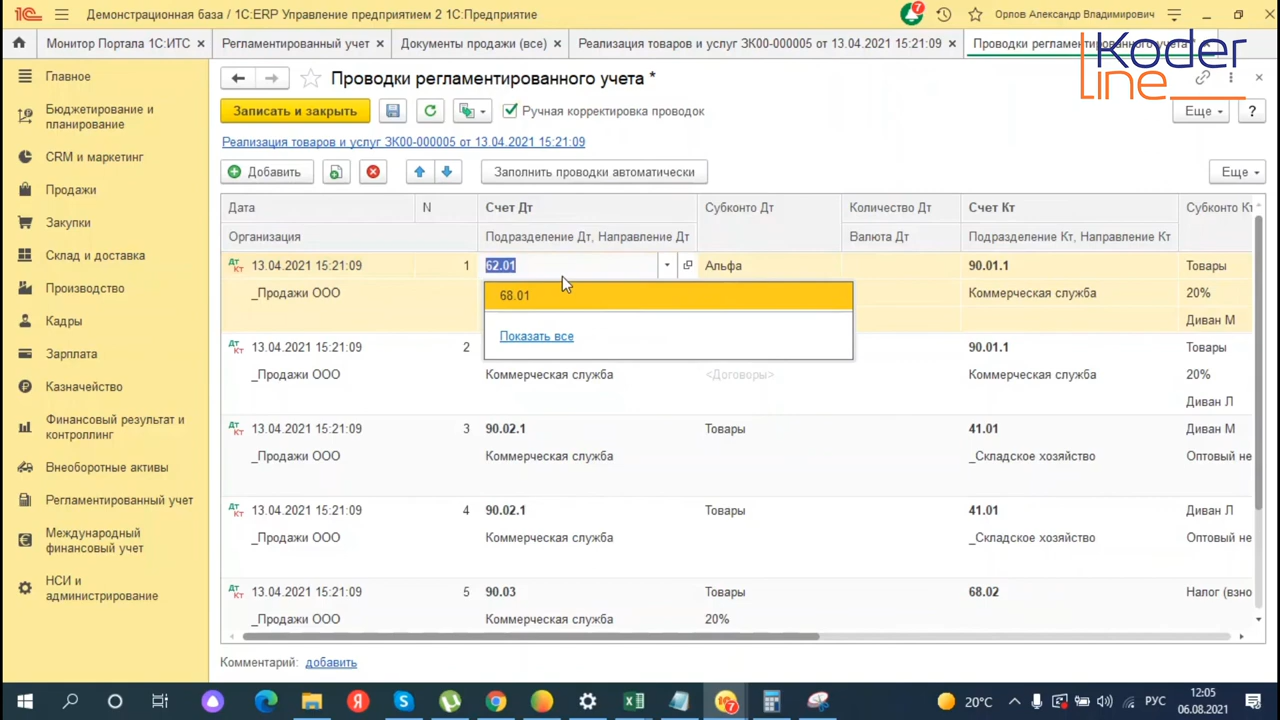 Демонстрационная база / 1С:ERP Управление предприятием 2 1С:Предприятие
7
Орлов Александр Владимирович
Монитор Портала 1С:ИТС
Регламентированный учет
Документы продажи (все)
Реализация товаров и услуг ЗК00-000005 от 13.04.2021 15:21:09
Проводки регламентированного учета *
Koder
line
Главное
Бюджетирование и
планирование
CRM и маркетинг
Продажи
Закупки
Склад и доставка
Производство
Кадры
Зарплата
Казначейство
Финансовый результат и
контроллинг
Внеоборотные активы
Регламентированный учет
Международный
финансовый учет
НСИ и
администрирование
Проводки регламентированного учета *
Записать и закрыть
Ручная корректировка проводок
Еще
?
Реализация товаров и услуг ЗК00-000005 от 13.04.2021 15:21:09
Добавить
Заполнить проводки автоматически
Еще
Дата N Счет Дт Субконто Дт Количество Дт Счет Кт Субконто Кт
Организация Подразделение Дт, Направление Дт Валюта Дт Подразделение Кт, Направление Кт
13.04.2021 15:21:09 1 62.01 Альфа 90.01.1 Товары
_Продажи ООО 68.01 Коммерческая служба 20%
Показать все Диван М
13.04.2021 15:21:09 2 90.01.1 Товары
_Продажи ООО Коммерческая служба <Договоры> Коммерческая служба 20%
Диван Л
13.04.2021 15:21:09 3 90.02.1 Товары 41.01 Диван М
_Продажи ООО Коммерческая служба _Складское хозяйство Оптовый не
13.04.2021 15:21:09 4 90.02.1 Товары 41.01 Диван Л
_Продажи ООО Коммерческая служба _Складское хозяйство Оптовый не
13.04.2021 15:21:09 5 90.03 Товары 68.02 Налог (взно
_Продажи ООО Коммерческая служба 20%
Комментарий: добавить
20°C
РУС
12:05
06.08.2021